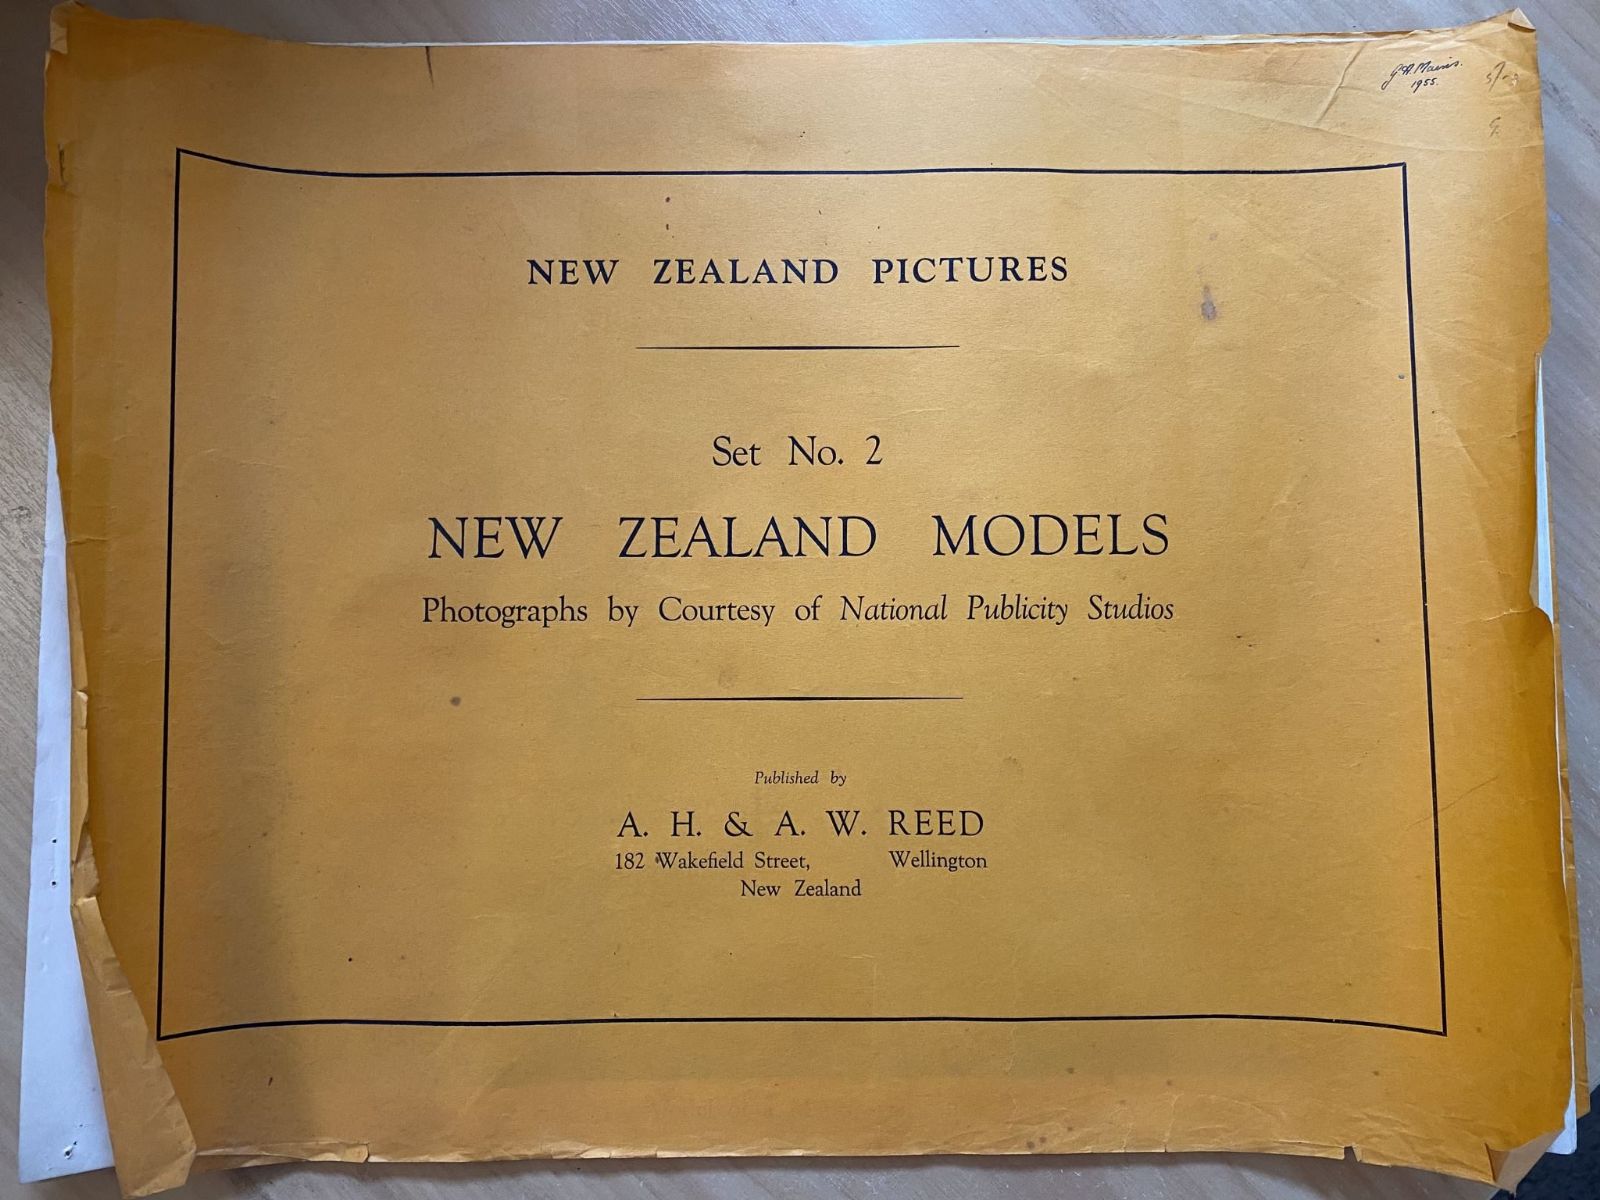 1955.
NEW ZEALAND PICTURES
Set No. 2
NEW ZEALAND MODELS
Photographs by Courtesy of National Publicity Studios
Published by
A. H. & A. W. REED
182 Wakefield Street, Wellington
New Zealand